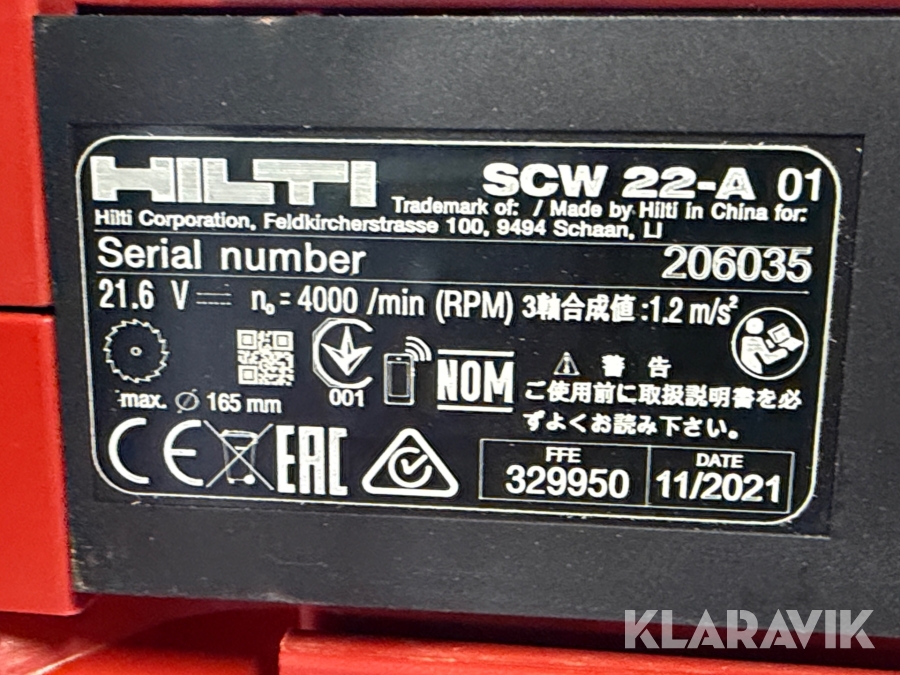 HILTI
SCW 22-A 01
Trademark of: / Made by Hilti in China for:
Hilti Corporation, Feldkircherstrasse 100, 9494 Schaan, LI
Serial number 206035
21.6 V n₀ = 4000 /min (RPM) 3軸合成値:1.2 m/s²
max. ⌀ 165 mm
001
NOM
⚠ 警告
ご使用前に取扱説明書を必
ずよくお読み下さい。
CE
EAC
FFE
329950
DATE
11/2021
KLARAVIK